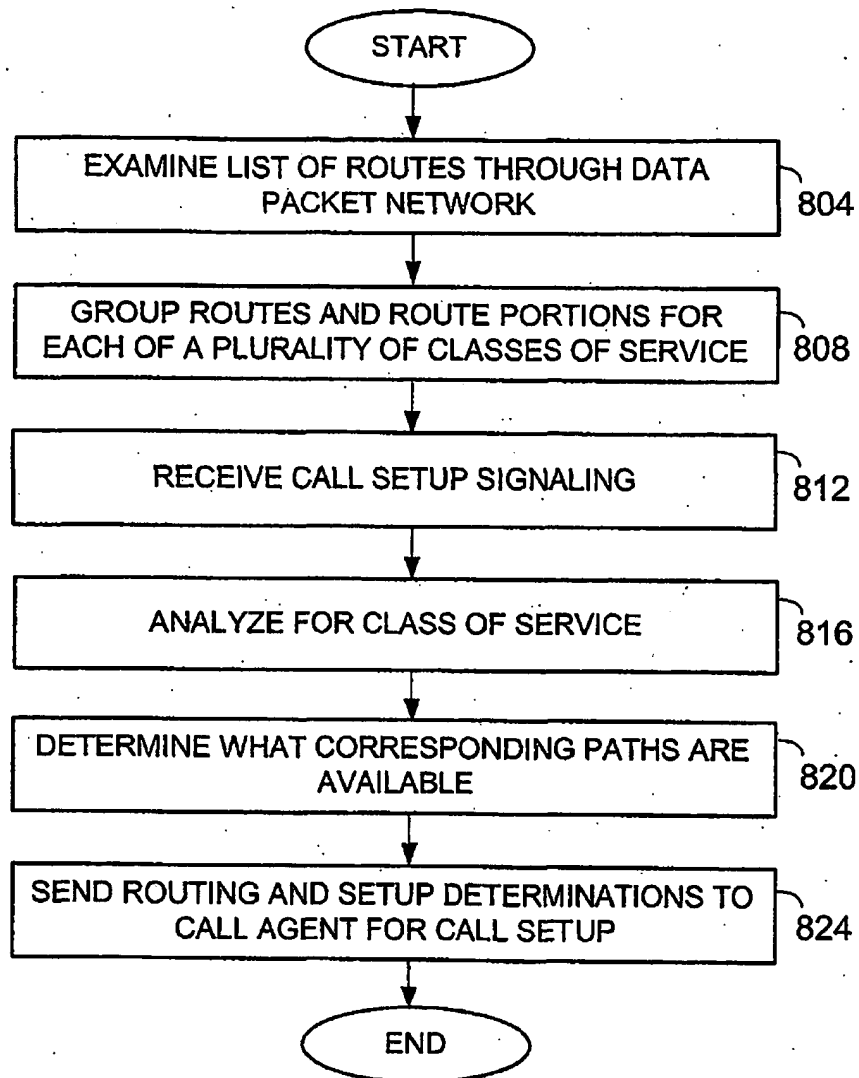 START
EXAMINE LIST OF ROUTES THROUGH DATA
PACKET NETWORK
804
GROUP ROUTES AND ROUTE PORTIONS FOR
EACH OF A PLURALITY OF CLASSES OF SERVICE
808
RECEIVE CALL SETUP SIGNALING
812
ANALYZE FOR CLASS OF SERVICE
816
DETERMINE WHAT CORRESPONDING PATHS ARE
AVAILABLE
820
SEND ROUTING AND SETUP DETERMINATIONS TO
CALL AGENT FOR CALL SETUP
824
END